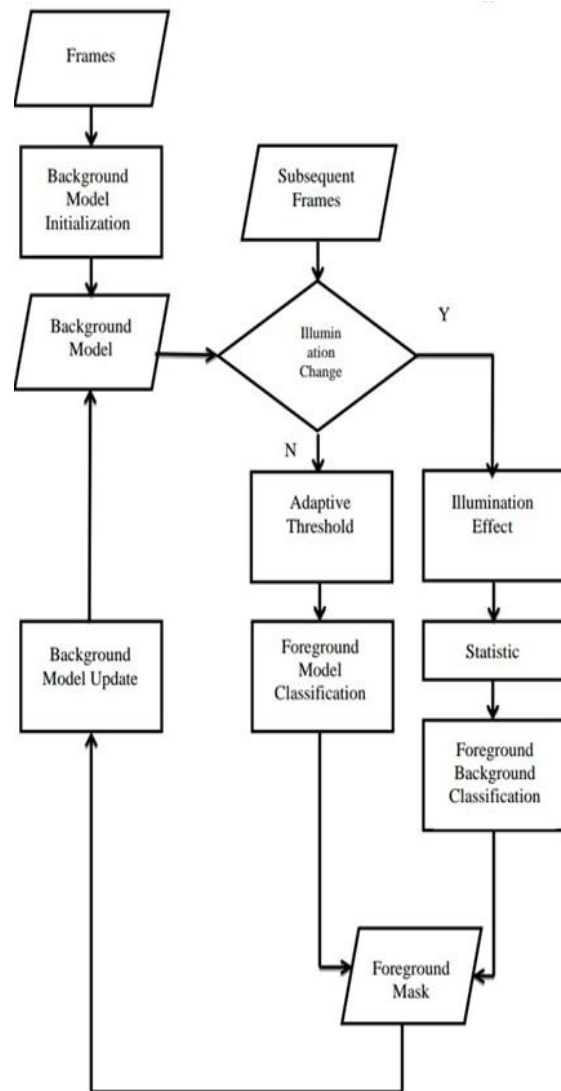 Frames
Background
Model
Initialization
Subsequent
Frames
Background
Model
Illumin
ation
Change
Y
N
Adaptive
Threshold
Illumination
Effect
Background
Model Update
Foreground
Model
Classification
Statistic
Foreground
Background
Classification
Foreground
Mask